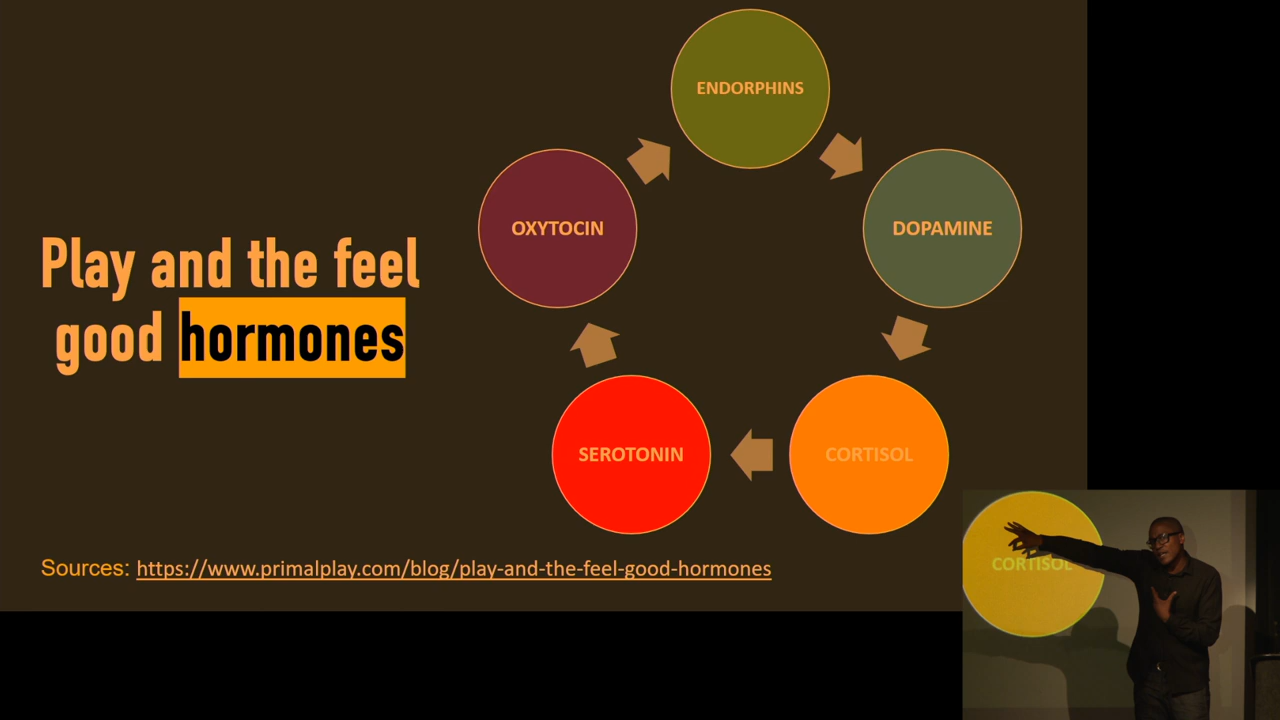 Play and the feel
good hormones
ENDORPHINS
DOPAMINE
CORTISOL
SEROTONIN
OXYTOCIN
Sources: https://www.primalplay.com/blog/play-and-the-feel-good-hormones
CORTISOL